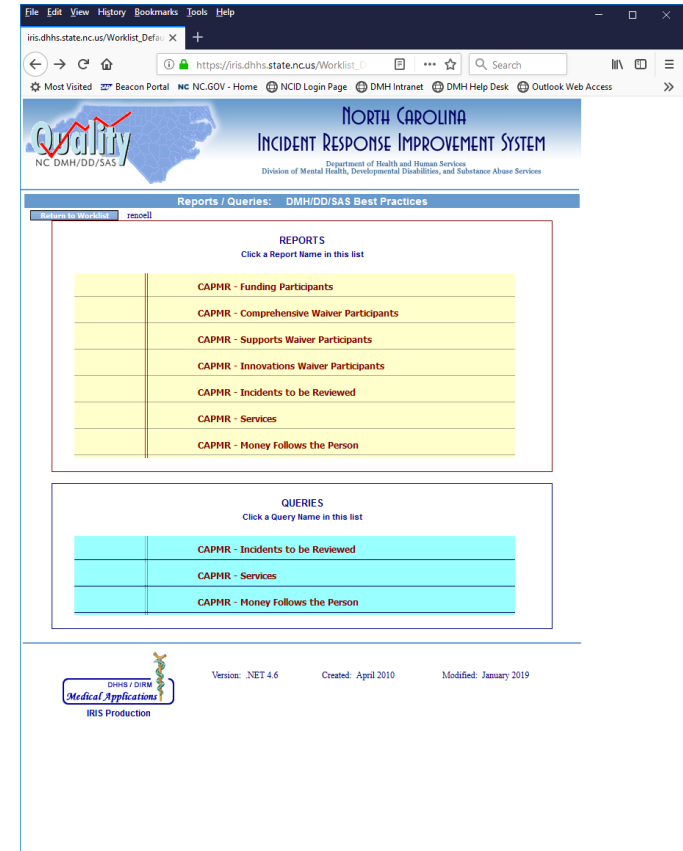 File Edit View History Bookmarks Tools Help
iris.dhhs.state.nc.us/Worklist_Defau
https://iris.dhhs.state.nc.us/Worklist_D
Search
Most Visited Beacon Portal NC NC.GOV - Home NCID Login Page DMH Intranet DMH Help Desk Outlook Web Access
Quality
NC DMH/DD/SAS
North Carolina
Incident Response Improvement System
Department of Health and Human Services
Division of Mental Health, Developmental Disabilities, and Substance Abuse Services
Reports / Queries: DMH/DD/SAS Best Practices
Return to Worklist renoell
REPORTS
Click a Report Name in this list
CAPMR - Funding Participants
CAPMR - Comprehensive Waiver Participants
CAPMR - Supports Waiver Participants
CAPMR - Innovations Waiver Participants
CAPMR - Incidents to be Reviewed
CAPMR - Services
CAPMR - Money Follows the Person
QUERIES
Click a Query Name in this list
CAPMR - Incidents to be Reviewed
CAPMR - Services
CAPMR - Money Follows the Person
DHHS / DIRM
Medical Applications
IRIS Production
Version: .NET 4.6 Created: April 2010 Modified: January 2019